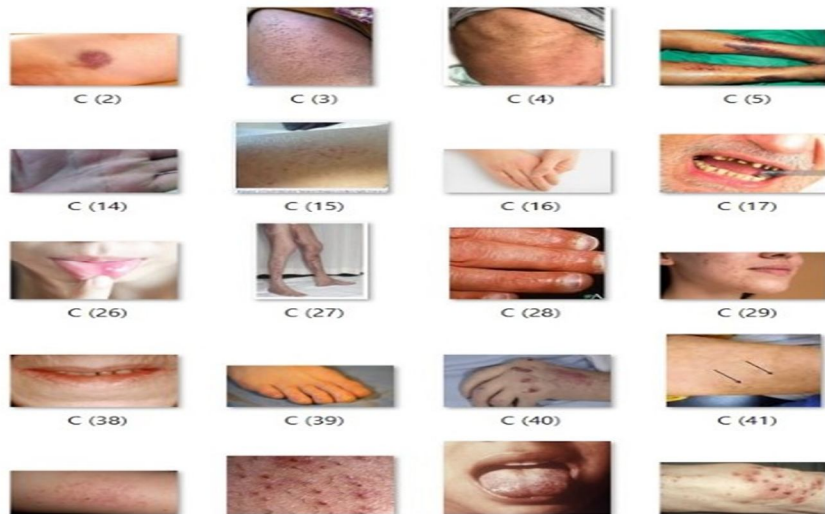 C (2) C (3) C (4) C (5)
C (14) C (15) C (16) C (17)
C (26) C (27) C (28) C (29)
C (38) C (39) C (40) C (41)